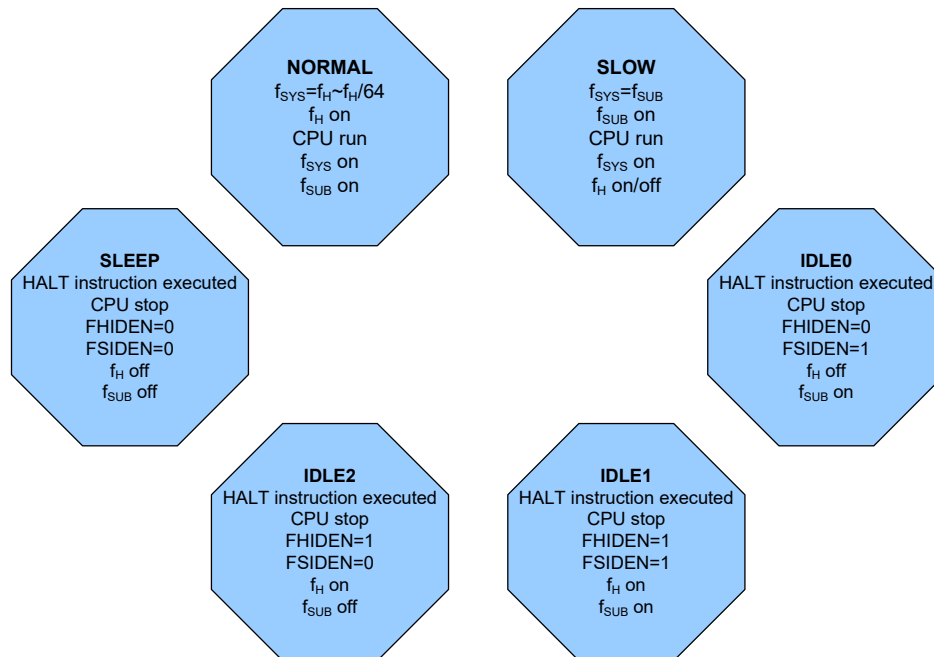 NORMAL
fSYS=fH~fH/64
fH on
CPU run
fSYS on
fSUB on
SLOW
fSYS=fSUB
fSUB on
CPU run
fSYS on
fH on/off
SLEEP
HALT instruction executed
CPU stop
FHIDEN=0
FSIDEN=0
fH off
fSUB off
IDLE0
HALT instruction executed
CPU stop
FHIDEN=0
FSIDEN=1
fH off
fSUB on
IDLE2
HALT instruction executed
CPU stop
FHIDEN=1
FSIDEN=0
fH on
fSUB off
IDLE1
HALT instruction executed
CPU stop
FHIDEN=1
FSIDEN=1
fH on
fSUB on